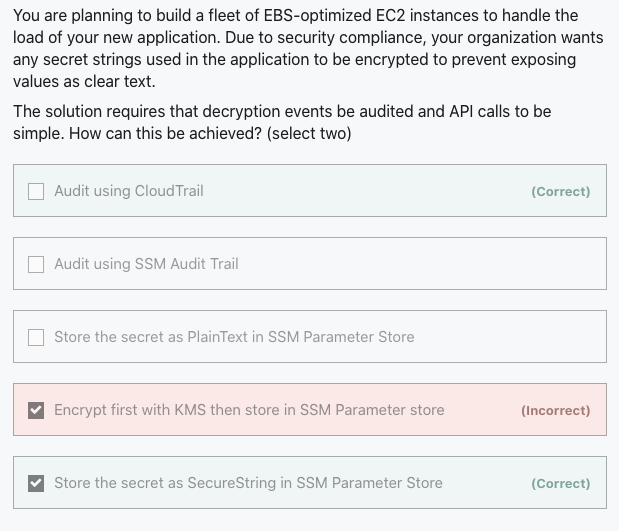 You are planning to build a fleet of EBS-optimized EC2 instances to handle the
load of your new application. Due to security compliance, your organization wants
any secret strings used in the application to be encrypted to prevent exposing
values as clear text.
The solution requires that decryption events be audited and API calls to be
simple. How can this be achieved? (select two)
Audit using CloudTrail (Correct)
Audit using SSM Audit Trail
Store the secret as PlainText in SSM Parameter Store
Encrypt first with KMS then store in SSM Parameter store (Incorrect)
Store the secret as SecureString in SSM Parameter Store (Correct)